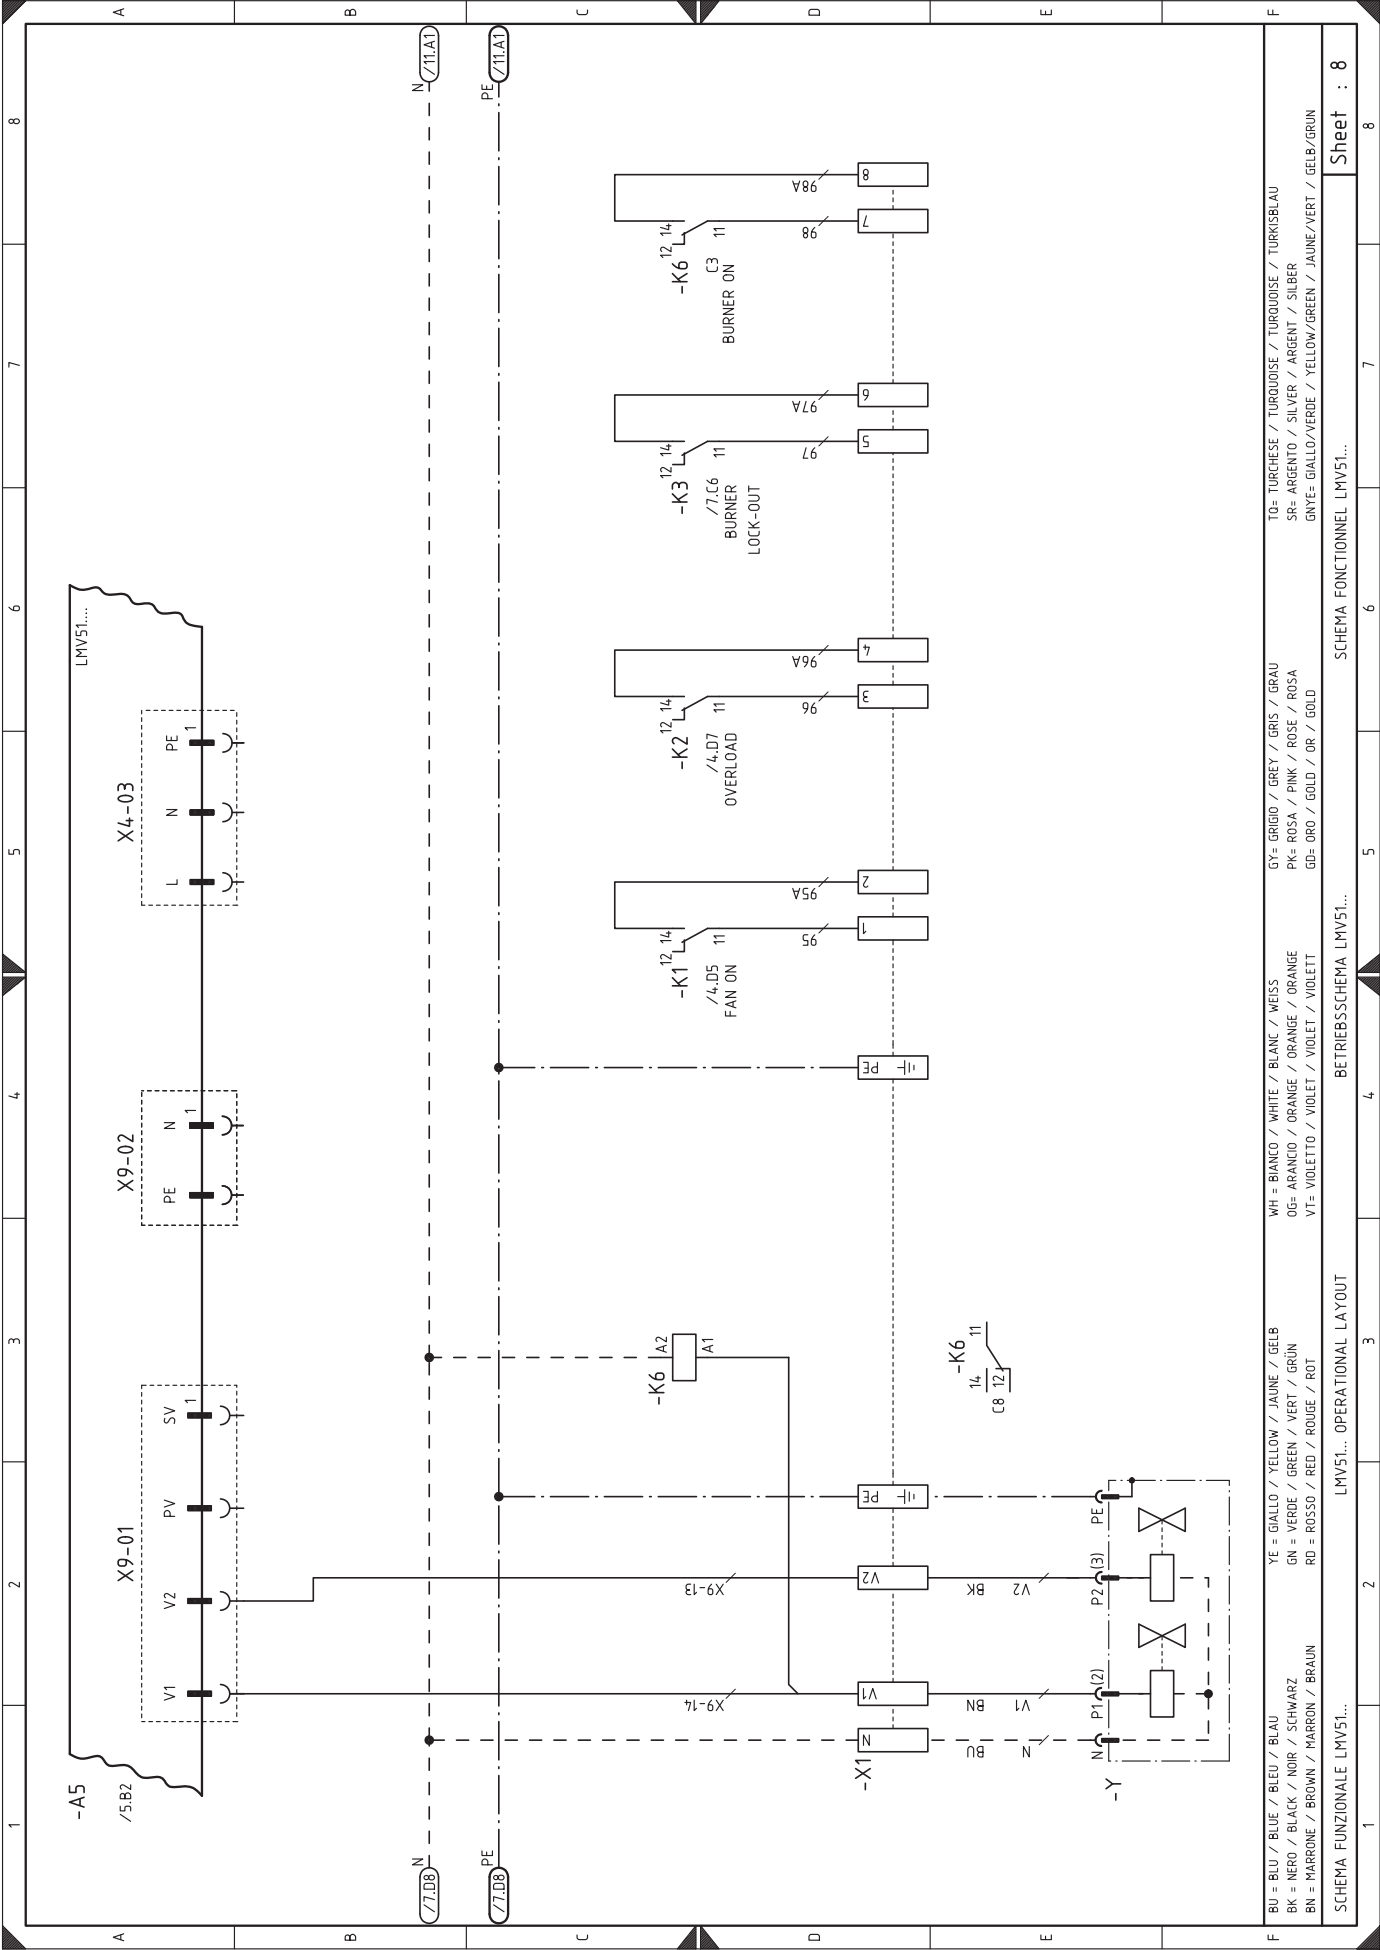 1 2 3 4 5 6 7 8
A
B
C
D
E
F
-A5
/5.B2
LMV51....
X9-01
V1 V2 PV SV 1
X9-02
PE N 1
X4-03
L N PE 1
/7.D8 N
N /11.A1
/7.D8 PE
PE /11.A1
-K6
A2
A1
-K1
12 14
11
/4.D5
FAN ON
-K2
12 14
11
/4.D7
OVERLOAD
-K3
12 14
11
/7.C6
BURNER
LOCK-OUT
-K6
12 14
11
C3
BURNER ON
X9-14
X9-13
95
95A
96
96A
97
97A
98
98A
-X1
N V1 V2 PE PE 1 2 3 4 5 6 7 8
BU BN BK
N V1 V2
-K6
14 11
C8 12
-Y
N P1 (2) P2 (3) PE
A
B
C
D
E
F
BU = BLU / BLUE / BLEU / BLAU
BK = NERO / BLACK / NOIR / SCHWARZ
BN = MARRONE / BROWN / MARRON / BRAUN
YE = GIALLO / YELLOW / JAUNE / GELB
GN = VERDE / GREEN / VERT / GRÜN
RD = ROSSO / RED / ROUGE / ROT
WH = BIANCO / WHITE / BLANC / WEISS
OG= ARANCIO / ORANGE / ORANGE / ORANGE
VT= VIOLETTO / VIOLET / VIOLET / VIOLETT
GY= GRIGIO / GREY / GRIS / GRAU
PK= ROSA / PINK / ROSE / ROSA
GD= ORO / GOLD / OR / GOLD
TQ= TURCHESE / TURQUOISE / TURQUOISE / TURKISBLAU
SR= ARGENTO / SILVER / ARGENT / SILBER
GNYE= GIALLO/VERDE / YELLOW/GREEN / JAUNE/VERT / GELB/GRUN
SCHEMA FUNZIONALE LMV51...
LMV51... OPERATIONAL LAYOUT
BETRIEBSSCHEMA LMV51...
SCHEMA FONCTIONNEL LMV51...
Sheet : 8
1 2 3 4 5 6 7 8